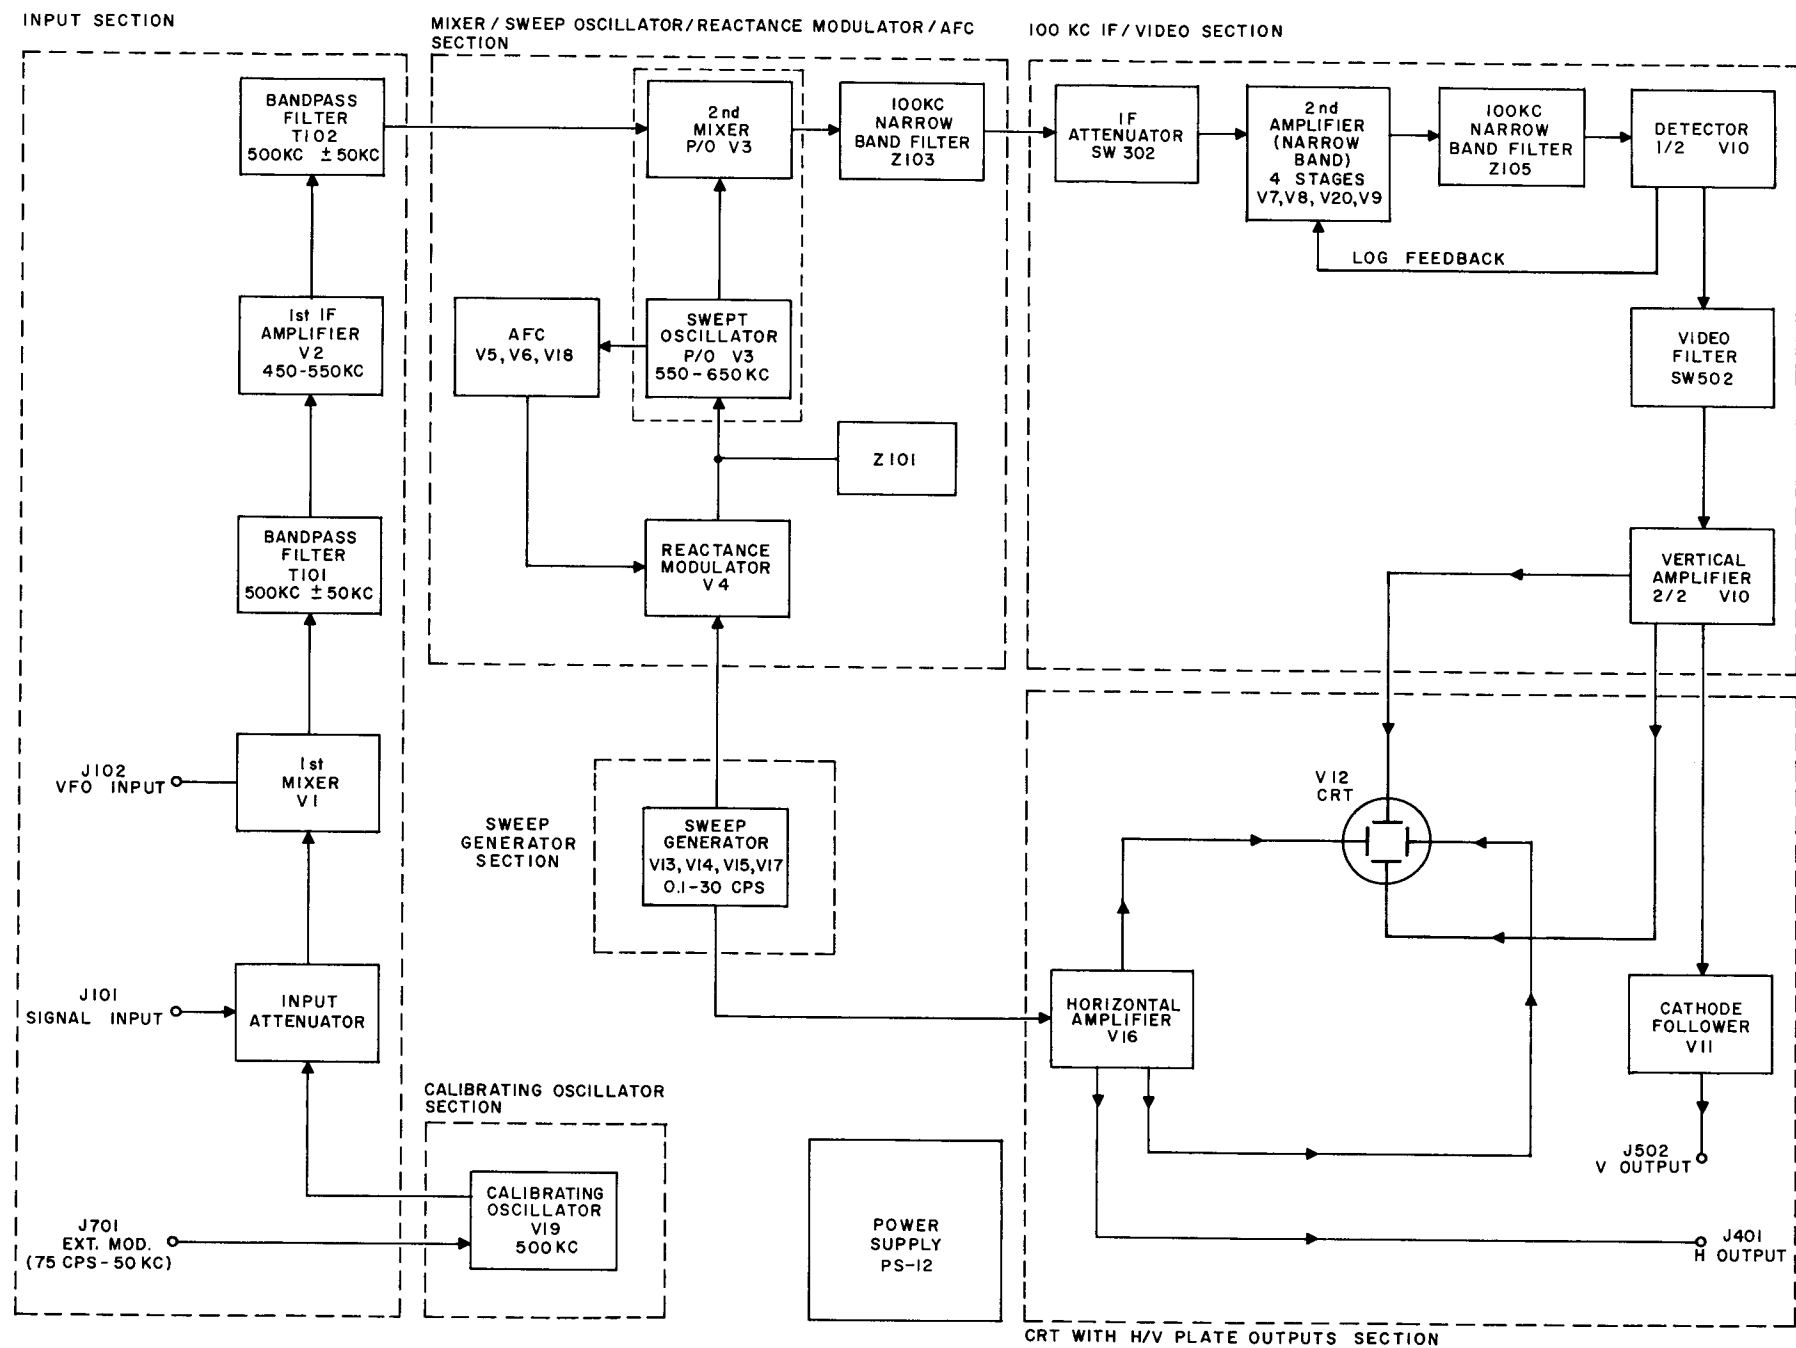 INPUT SECTION
MIXER / SWEEP OSCILLATOR/REACTANCE MODULATOR / AFC
SECTION
100 KC IF / VIDEO SECTION
BANDPASS
FILTER
T102
500KC ±50KC
2nd
MIXER
P/O V3
100KC
NARROW
BAND FILTER
Z103
IF
ATTENUATOR
SW 302
2nd
AMPLIFIER
(NARROW
BAND)
4 STAGES
V7,V8, V20,V9
100KC
NARROW
BAND FILTER
Z105
DETECTOR
1/2 V10
LOG FEEDBACK
1st IF
AMPLIFIER
V2
450-550KC
AFC
V5, V6, V18
SWEPT
OSCILLATOR
P/O V3
550-650KC
VIDEO
FILTER
SW502
Z101
BANDPASS
FILTER
T101
500KC ±50KC
REACTANCE
MODULATOR
V4
VERTICAL
AMPLIFIER
2/2 V10
J102
VFO INPUT
1st
MIXER
V1
SWEEP
GENERATOR
SECTION
SWEEP
GENERATOR
V13, V14, V15,V17
0.1-30 CPS
V12
CRT
J101
SIGNAL INPUT
INPUT
ATTENUATOR
HORIZONTAL
AMPLIFIER
V16
CATHODE
FOLLOWER
V11
CALIBRATING OSCILLATOR
SECTION
J701
EXT. MOD.
(75 CPS-50 KC)
CALIBRATING
OSCILLATOR
V19
500KC
POWER
SUPPLY
PS-12
J502
V OUTPUT
J401
H OUTPUT
CRT WITH H/V PLATE OUTPUTS SECTION